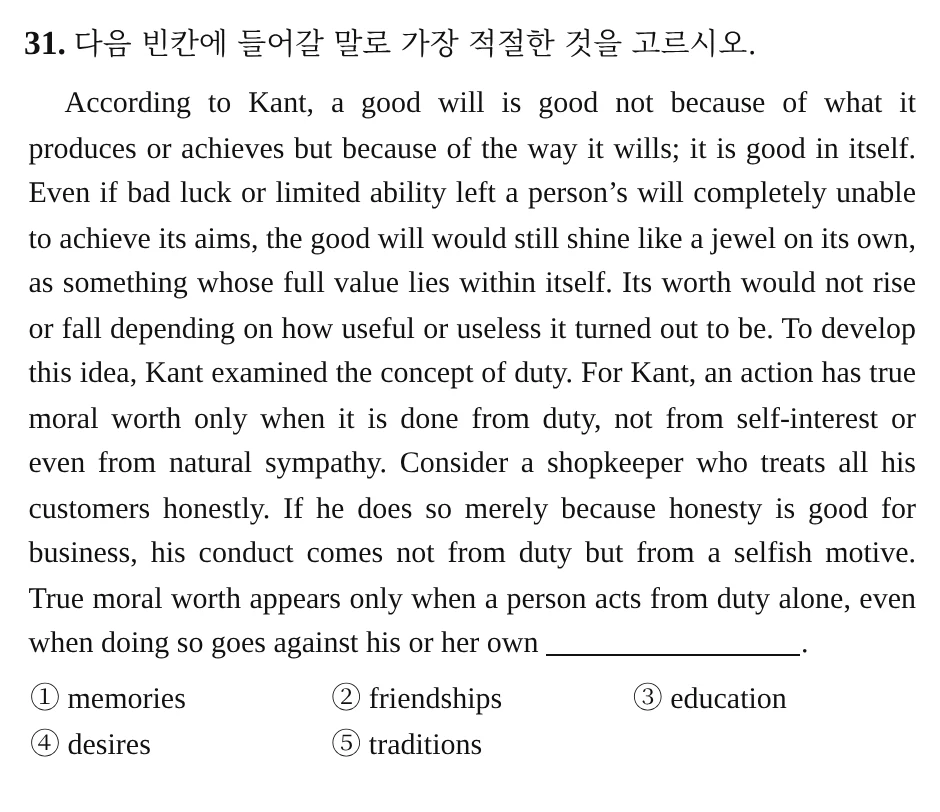 31. 다음 빈칸에 들어갈 말로 가장 적절한 것을 고르시오.
According to Kant, a good will is good not because of what it
produces or achieves but because of the way it wills; it is good in itself.
Even if bad luck or limited ability left a person’s will completely unable
to achieve its aims, the good will would still shine like a jewel on its own,
as something whose full value lies within itself. Its worth would not rise
or fall depending on how useful or useless it turned out to be. To develop
this idea, Kant examined the concept of duty. For Kant, an action has true
moral worth only when it is done from duty, not from self-interest or
even from natural sympathy. Consider a shopkeeper who treats all his
customers honestly. If he does so merely because honesty is good for
business, his conduct comes not from duty but from a selfish motive.
True moral worth appears only when a person acts from duty alone, even
when doing so goes against his or her own ____________.
① memories ② friendships ③ education
④ desires ⑤ traditions